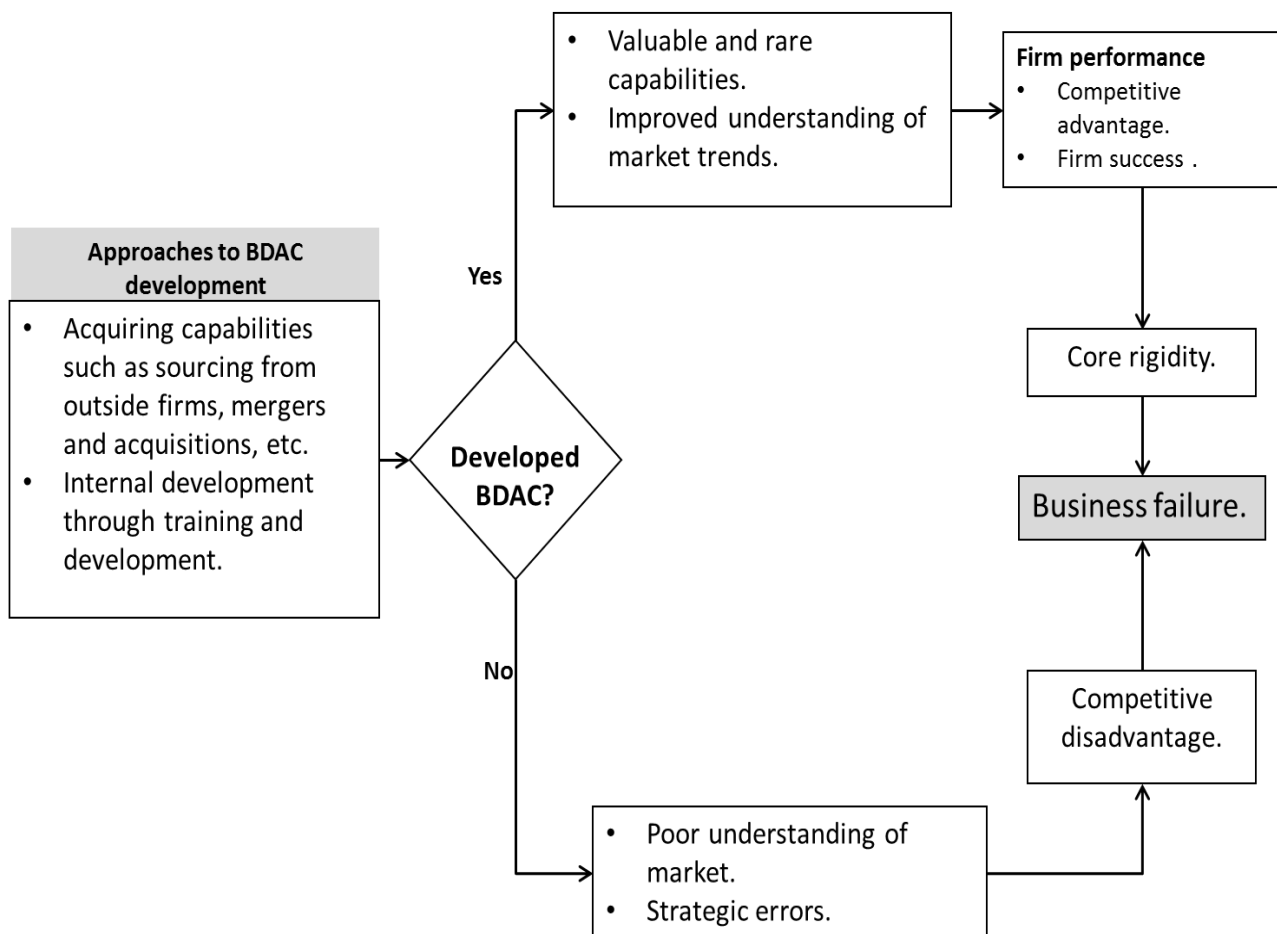 • Valuable and rare
capabilities.
• Improved understanding of
market trends.
Firm performance
• Competitive
advantage.
• Firm success .
Approaches to BDAC
development
• Acquiring capabilities
such as sourcing from
outside firms, mergers
and acquisitions, etc.
• Internal development
through training and
development.
Yes
Developed
BDAC?
No
Core rigidity.
Business failure.
Competitive
disadvantage.
• Poor understanding of
market.
• Strategic errors.